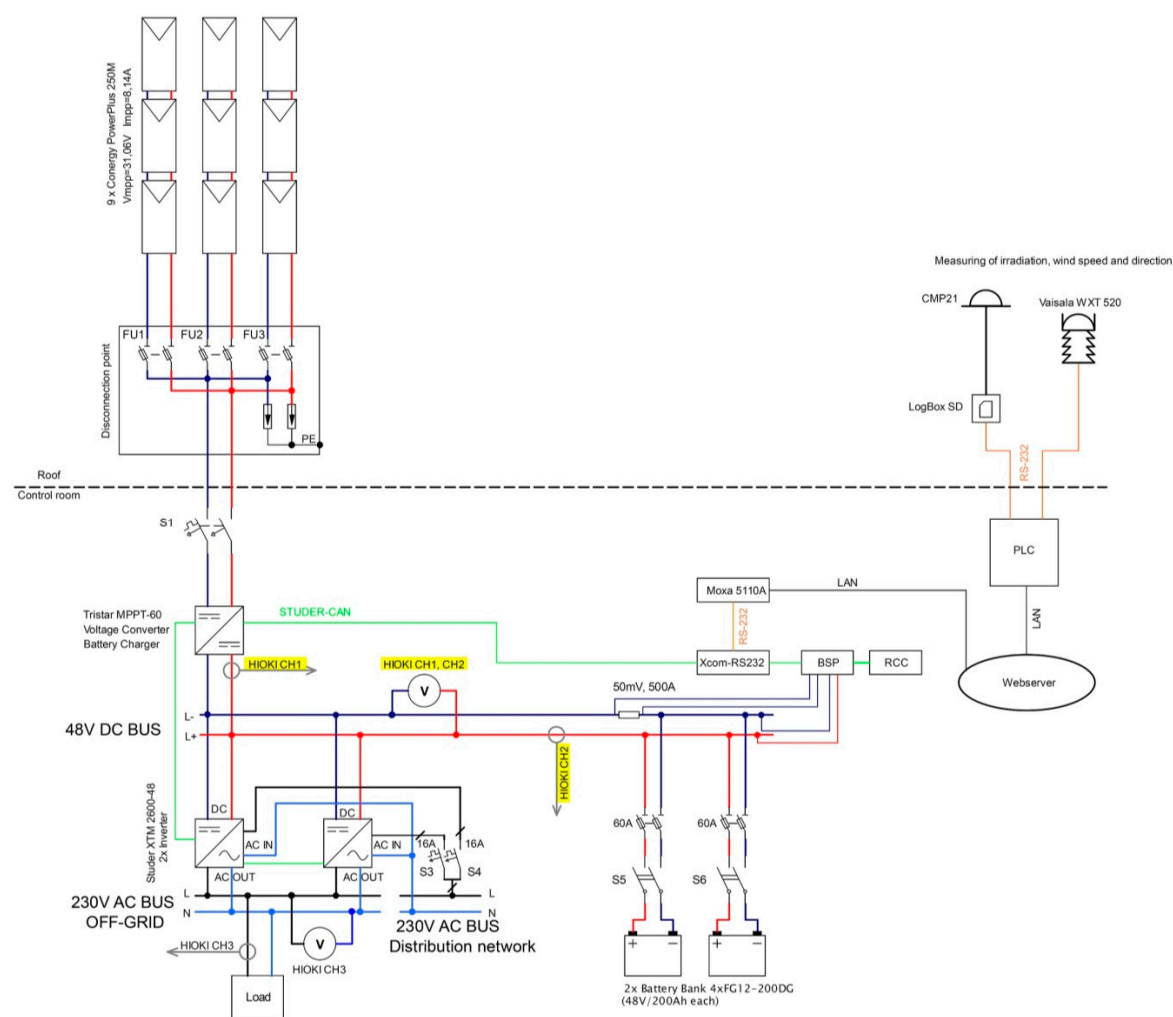 9 x Conergy PowerPlus 250M
Vmpp=31,06V Impp=8,14A
Disconnection point
FU1
FU2
FU3
PE
Measuring of irradiation, wind speed and direction
CMP21
Vaisala WXT 520
LogBox SD
RS-232
Roof
Control room
S1
PLC
LAN
LAN
Moxa 5110A
RS-232
Tristar MPPT-60
Voltage Converter
Battery Charger
STUDER-CAN
Xcom-RS232
BSP
RCC
Webserver
HIOKI CH1
HIOKI CH1, CH2
V
50mV, 500A
48V DC BUS
L-
L+
HIOKI CH2
Studer XTM 2600-48
2x Inverter
DC
AC IN
AC OUT
DC
AC IN
AC OUT
16A
16A
S3
S4
60A
60A
S5
S6
230V AC BUS
OFF-GRID
L
N
L
N
230V AC BUS
Distribution network
HIOKI CH3
V
HIOKI CH3
Load
+ −
+ −
2x Battery Bank 4xFG12-200DG
(48V/200Ah each)